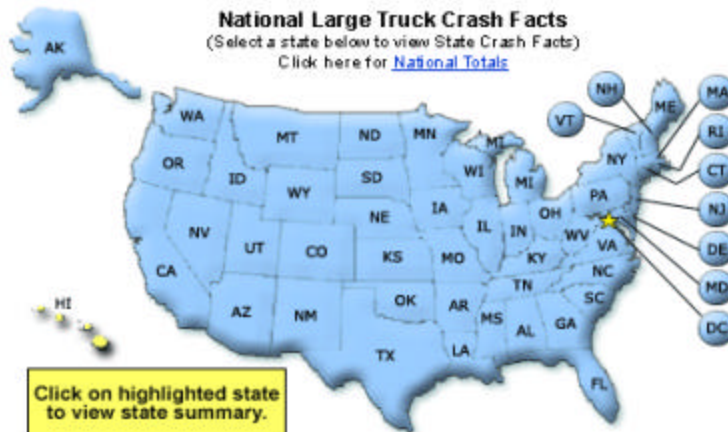 National Large Truck Crash Facts
(Select a state below to view State Crash Facts)
Click here for National Totals
AK
WA
MT
ND
MN
MI
VT
NH
ME
MA
RI
CT
NJ
DE
MD
DC
OR
ID
WY
SD
WI
MI
NY
PA
NV
UT
CO
NE
IA
IL
IN
OH
WV
VA
CA
KS
MO
KY
NC
AZ
NM
OK
AR
TN
SC
TX
LA
MS
AL
GA
FL
HI
Click on highlighted state
to view state summary.